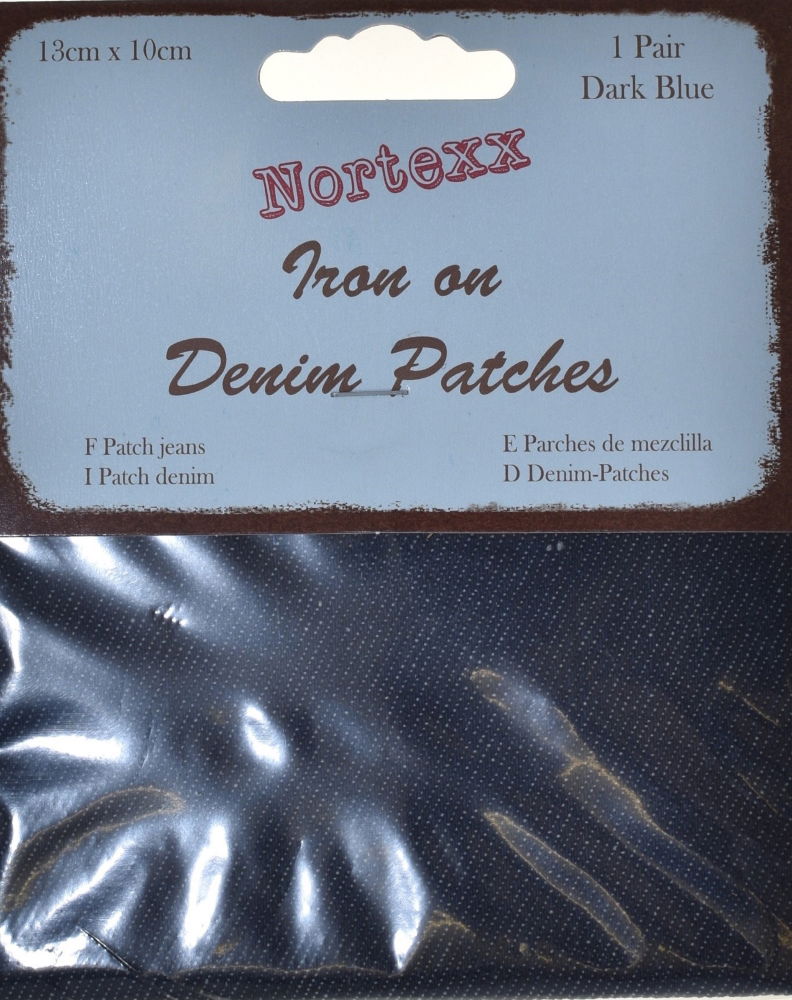 13cm x 10cm
1 Pair
Dark Blue
Nortexx
Iron on
Denim Patches
F Patch jeans
I Patch denim
E Parches de mezclilla
D Denim-Patches